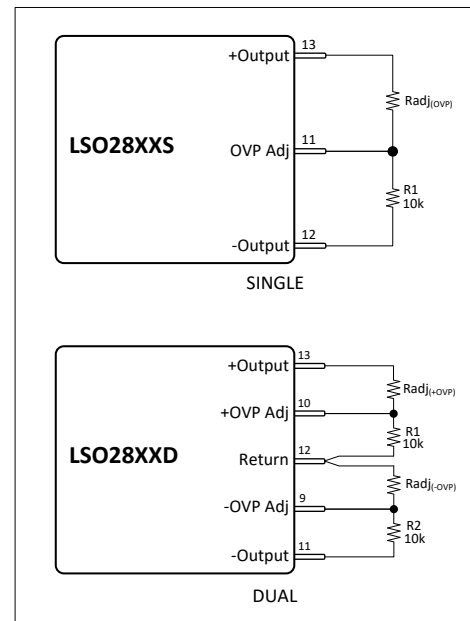 13
+Output
Radj(OVP)
LSO28XXS
11
OVP Adj
R1
10k
12
-Output
SINGLE
13
+Output
Radj(+OVP)
10
+OVP Adj
R1
10k
LSO28XXD
12
Return
Radj(-OVP)
9
-OVP Adj
R2
10k
11
-Output
DUAL